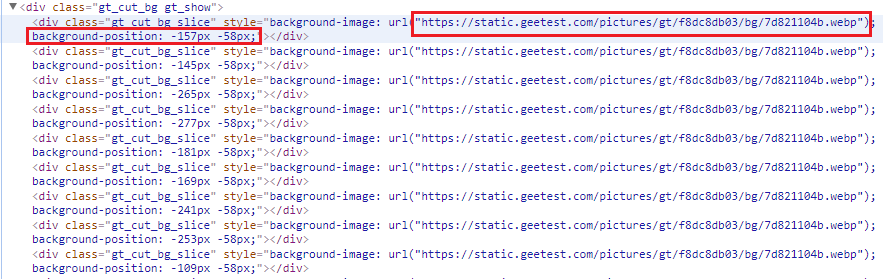 ▼<div class="gt_cut_bg gt_show">
<div class="gt_cut_bg_slice" style="background-image: url("https://static.geetest.com/pictures/gt/f8dc8db03/bg/7d821104b.webp");
background-position: -157px -58px;"></div>
<div class="gt_cut_bg_slice" style="background-image: url("https://static.geetest.com/pictures/gt/f8dc8db03/bg/7d821104b.webp");
background-position: -145px -58px;"></div>
<div class="gt_cut_bg_slice" style="background-image: url("https://static.geetest.com/pictures/gt/f8dc8db03/bg/7d821104b.webp");
background-position: -265px -58px;"></div>
<div class="gt_cut_bg_slice" style="background-image: url("https://static.geetest.com/pictures/gt/f8dc8db03/bg/7d821104b.webp");
background-position: -277px -58px;"></div>
<div class="gt_cut_bg_slice" style="background-image: url("https://static.geetest.com/pictures/gt/f8dc8db03/bg/7d821104b.webp");
background-position: -181px -58px;"></div>
<div class="gt_cut_bg_slice" style="background-image: url("https://static.geetest.com/pictures/gt/f8dc8db03/bg/7d821104b.webp");
background-position: -169px -58px;"></div>
<div class="gt_cut_bg_slice" style="background-image: url("https://static.geetest.com/pictures/gt/f8dc8db03/bg/7d821104b.webp");
background-position: -241px -58px;"></div>
<div class="gt_cut_bg_slice" style="background-image: url("https://static.geetest.com/pictures/gt/f8dc8db03/bg/7d821104b.webp");
background-position: -253px -58px;"></div>
<div class="gt_cut_bg_slice" style="background-image: url("https://static.geetest.com/pictures/gt/f8dc8db03/bg/7d821104b.webp");
background-position: -109px -58px;"></div>